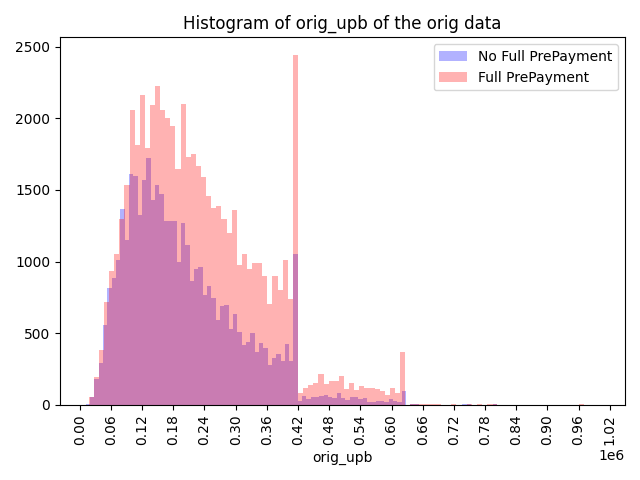 Histogram of orig_upb of the orig data
No Full PrePayment
Full PrePayment
2500
2000
1500
1000
500
0
0.00 0.06 0.12 0.18 0.24 0.30 0.36 0.42 0.48 0.54 0.60 0.66 0.72 0.78 0.84 0.90 0.96 1.02
orig_upb
1e6